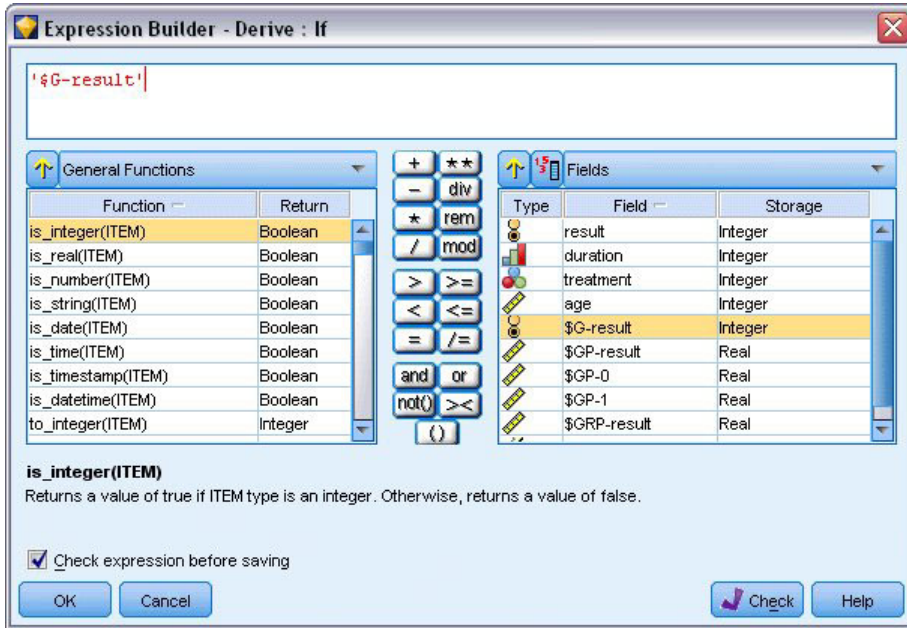 Expression Builder - Derive : If
'$G-result'
General Functions
Function Return
is_integer(ITEM) Boolean
is_real(ITEM) Boolean
is_number(ITEM) Boolean
is_string(ITEM) Boolean
is_date(ITEM) Boolean
is_time(ITEM) Boolean
is_timestamp(ITEM) Boolean
is_datetime(ITEM) Boolean
to_integer(ITEM) Integer
+ **
- div
* rem
/ mod
> >=
< <=
= /=
and or
not() ><
()
Fields
Type Field Storage
result Integer
duration Integer
treatment Integer
age Integer
$G-result Integer
$GP-result Real
$GP-0 Real
$GP-1 Real
$GRP-result Real
is_integer(ITEM)
Returns a value of true if ITEM type is an integer. Otherwise, returns a value of false.
Check expression before saving
OK Cancel Check Help